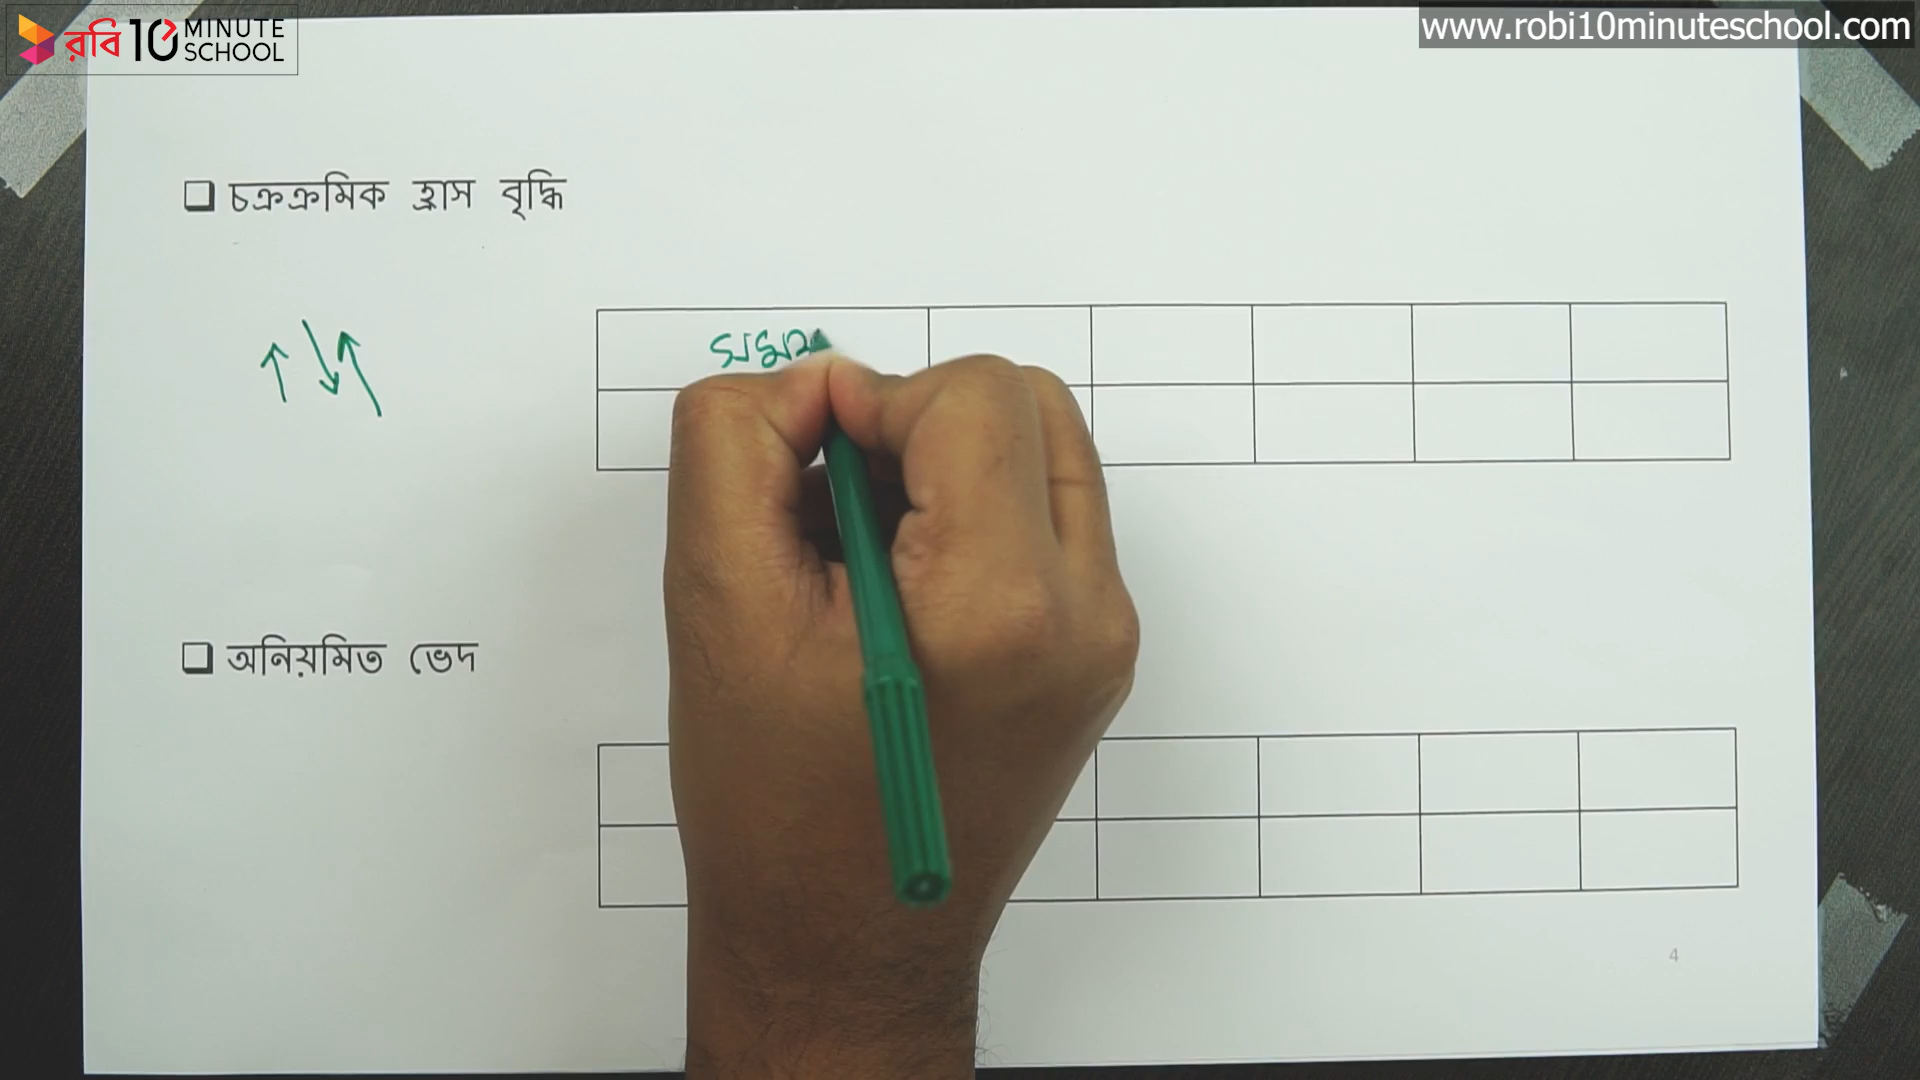 রবি 10 MINUTE SCHOOL
www.robi10minuteschool.com
চক্রক্রমিক হ্রাস বৃদ্ধি
সময়
অনিয়মিত ভেদ
4